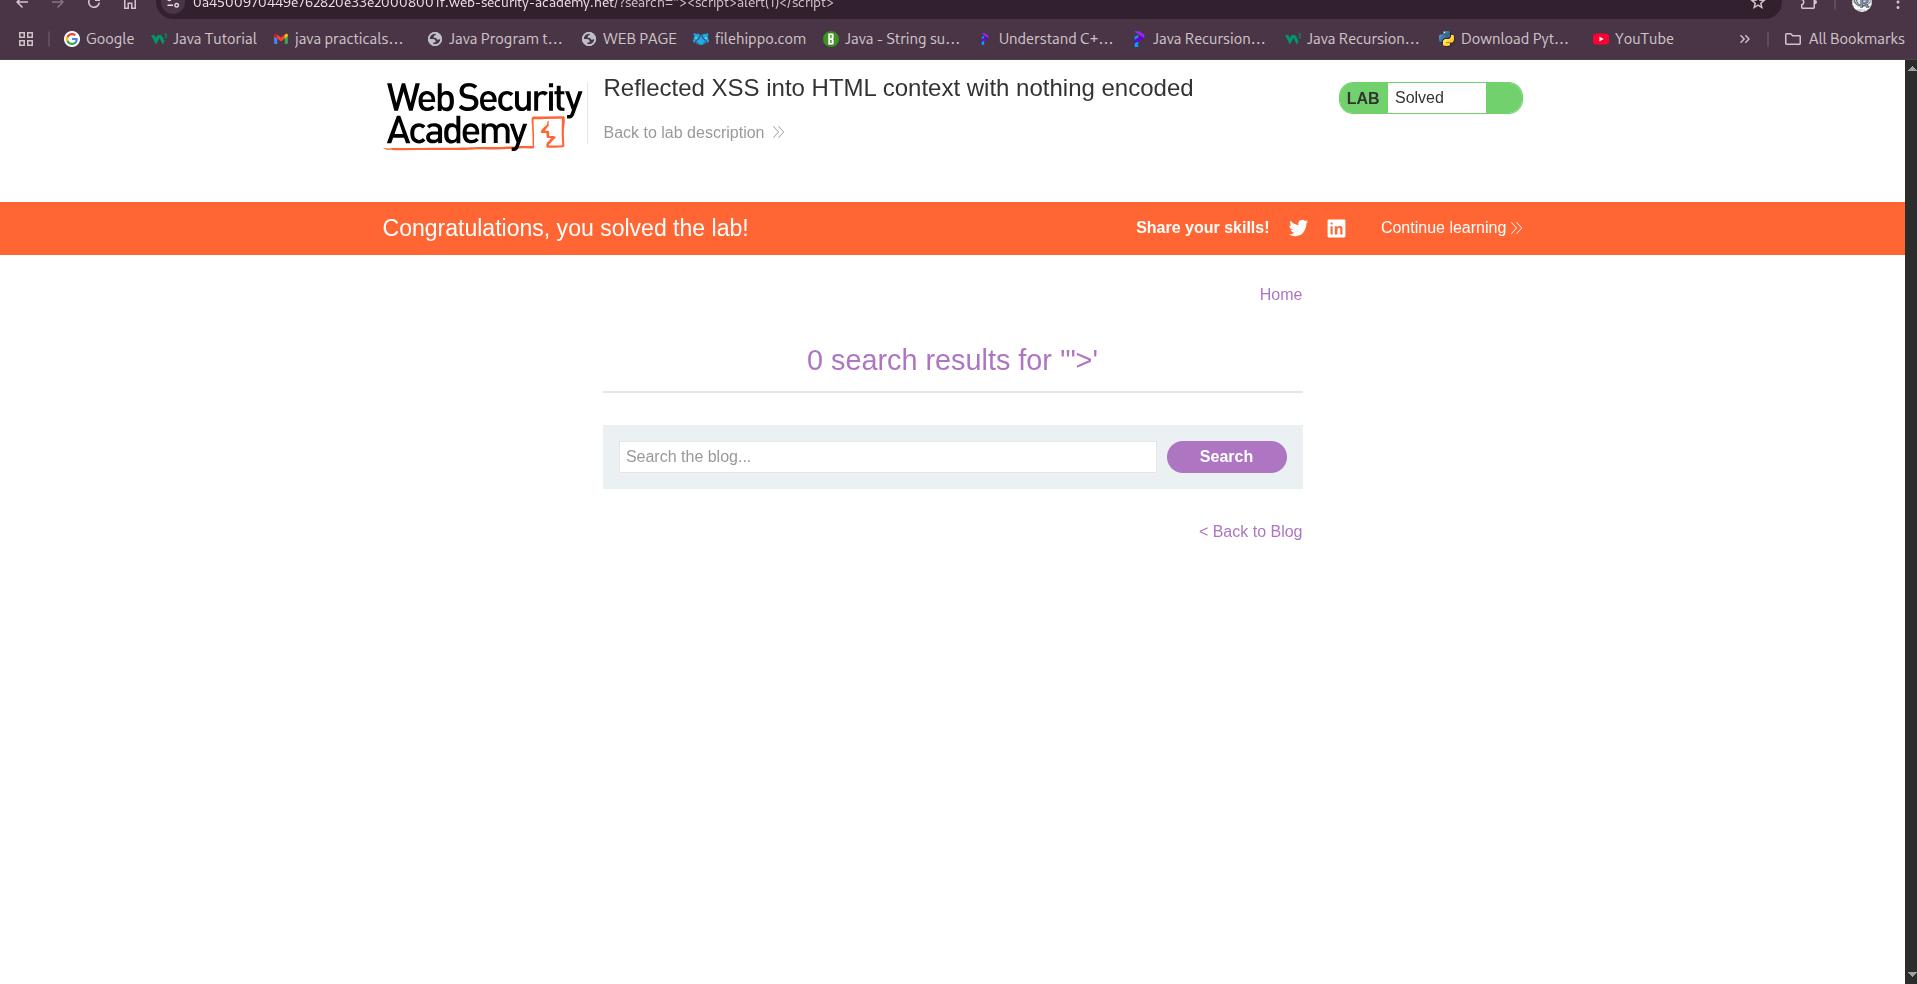 0a4500970449e762820e33e20008001f.web-security-academy.net/?search="'><script>alert(1)</script>
Google Java Tutorial java practicals... Java Program t... WEB PAGE filehippo.com Java - String su... Understand C+... Java Recursion... Java Recursion... Download Pyt... YouTube » All Bookmarks
Web Security
Academy
Reflected XSS into HTML context with nothing encoded
Back to lab description
LAB Solved
Congratulations, you solved the lab!
Share your skills! Continue learning
Home
0 search results for '"'>'
Search the blog... Search
< Back to Blog